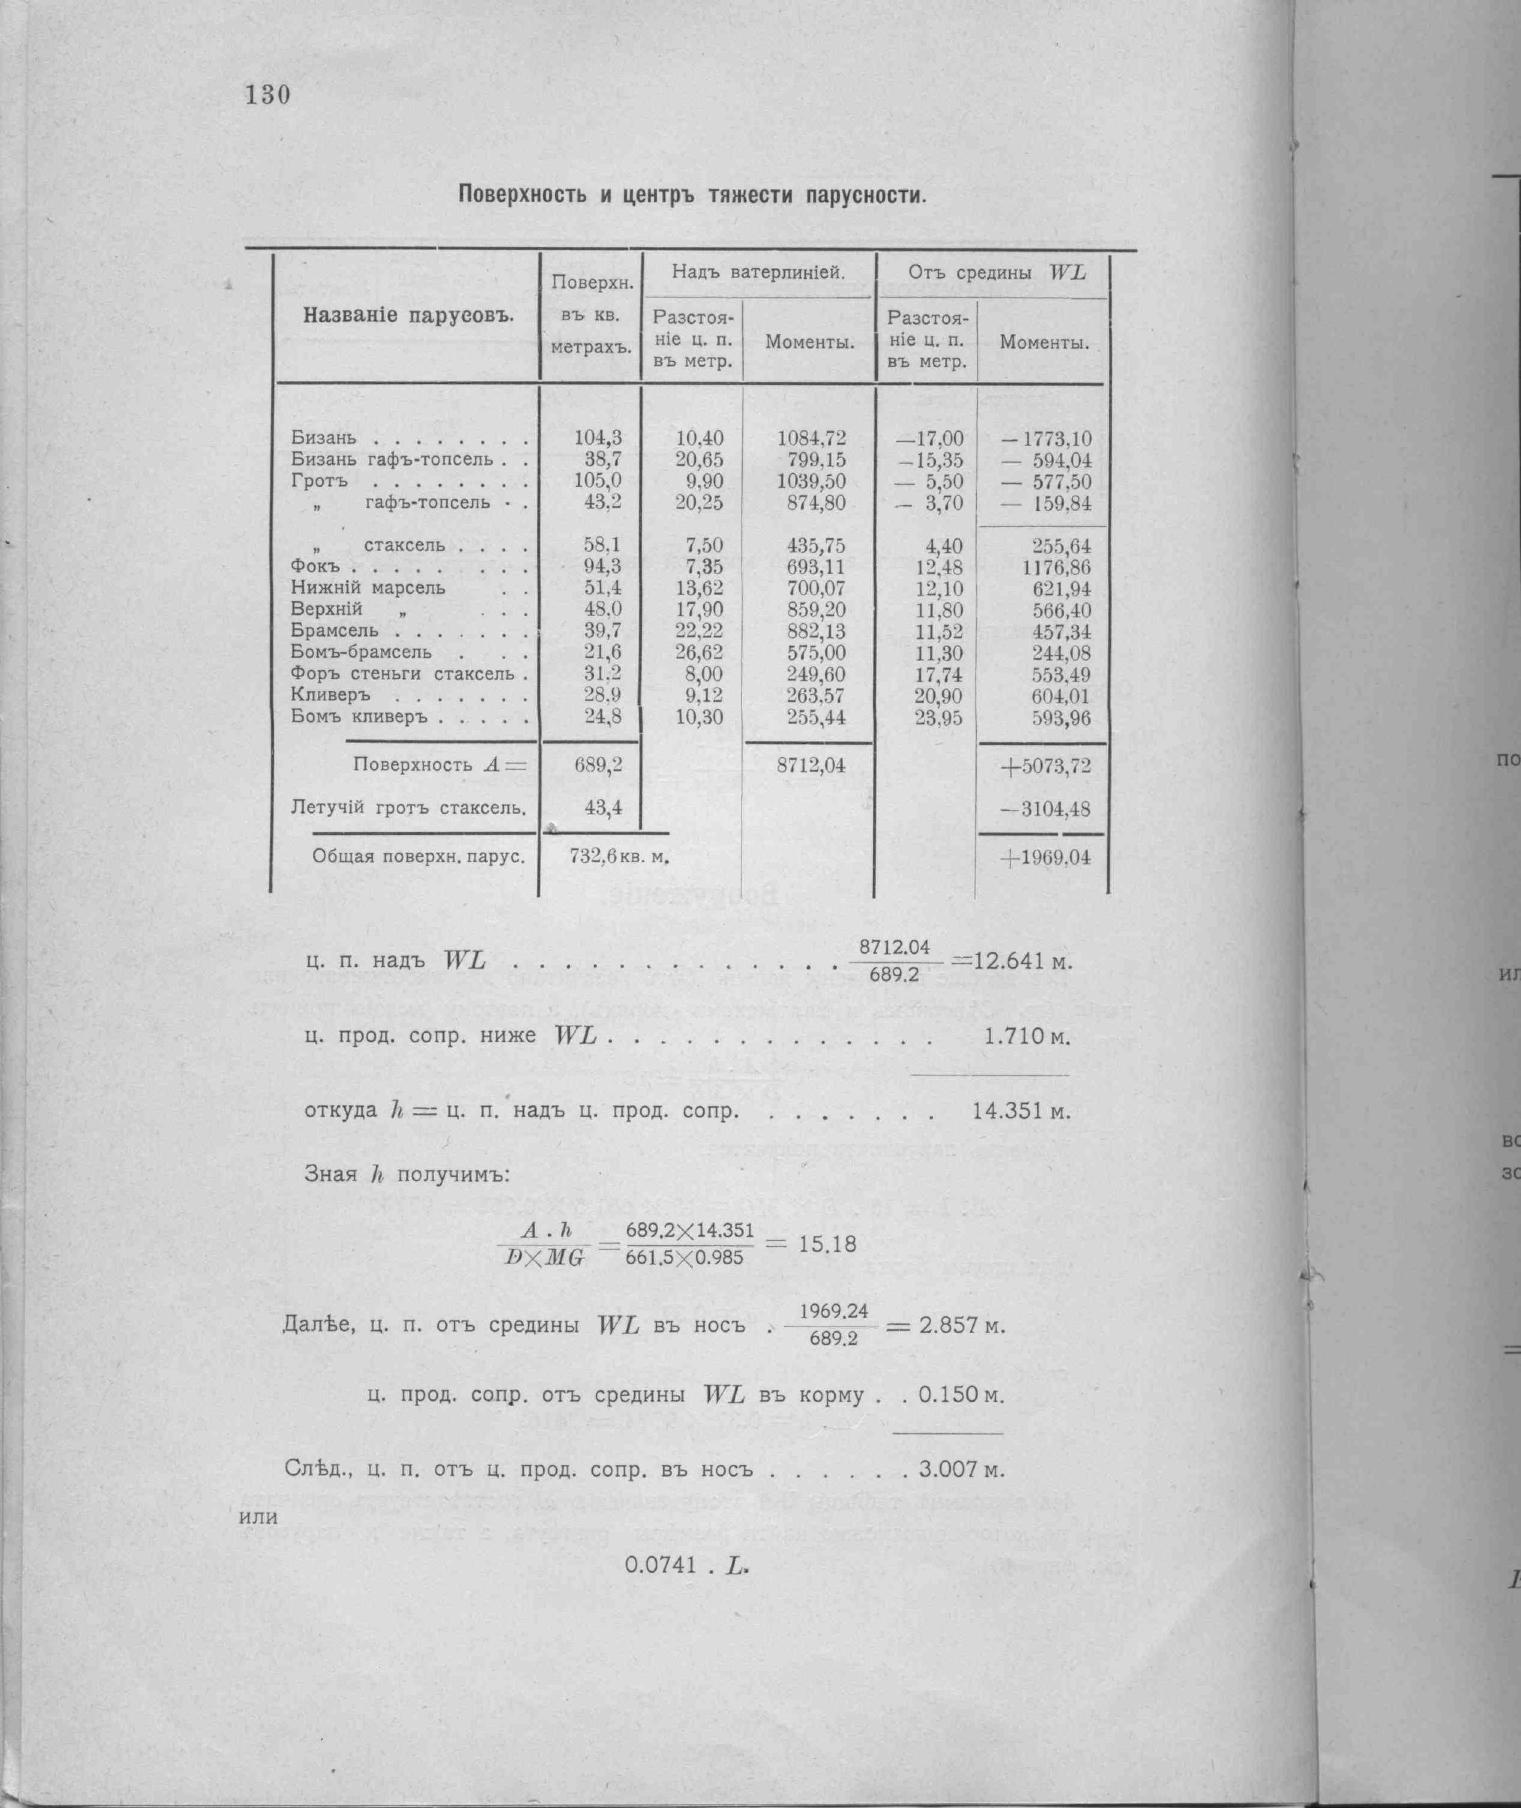 130
Поверхность и центръ тяжести парусности.
Названіе парусовъ. Поверхн. въ кв. метрахъ. Надъ ватерлиніей. Отъ средины WL
Разстояніе ц. п. въ метр. Моменты. Разстояніе ц. п. въ метр. Моменты.
Бизань . . . . . . . . 104,3 10,40 1084,72 —17,00 —1773,10
Бизань гафъ-топсель . . 38,7 20,65 799,15 —15,35 — 594,04
Гротъ . . . . . . . . 105,0 9,90 1039,50 — 5,50 — 577,50
„ гафъ-топсель . . 43,2 20,25 874,80 — 3,70 — 159,84
„ стаксель . . . . 58,1 7,50 435,75 4,40 255,64
Фокъ . . . . . . . . 94,3 7,35 693,11 12,48 1176,86
Нижній марсель . . 51,4 13,62 700,07 12,10 621,94
Верхній „ . . . 48,0 17,90 859,20 11,80 566,40
Брамсель . . . . . . . 39,7 22,22 882,13 11,52 457,34
Бомъ-брамсель . . . 21,6 26,62 575,00 11,30 244,08
Форъ стеньги стаксель . 31,2 8,00 249,60 17,74 553,49
Кливеръ . . . . . . . 28,9 9,12 263,57 20,90 604,01
Бомъ кливеръ . . . . . 24,8 10,30 255,44 23,95 593,96
Поверхность A = 689,2 8712,04 +5073,72
Летучій гротъ стаксель. 43,4 —3104,48
Общая поверхн. парус. 732,6 кв. м. +1969,04
ц. п. надъ WL . . . . . . . . . . . . . 8712.04 / 689.2 =12.641 м.
ц. прод. сопр. ниже WL . . . . . . . . . . . . . 1.710 м.
откуда h = ц. п. надъ ц. прод. сопр. . . . . . . . 14.351 м.
Зная h получимъ:
A . h / D×MG = 689.2×14.351 / 661.5×0.985 = 15.18
Далѣе, ц. п. отъ средины WL въ носъ . 1969.24 / 689.2 = 2.857 м.
ц. прод. сопр. отъ средины WL въ корму . . 0.150 м.
Слѣд., ц. п. отъ ц. прод. сопр. въ носъ . . . . . . 3.007 м.
или
0.0741 . L.